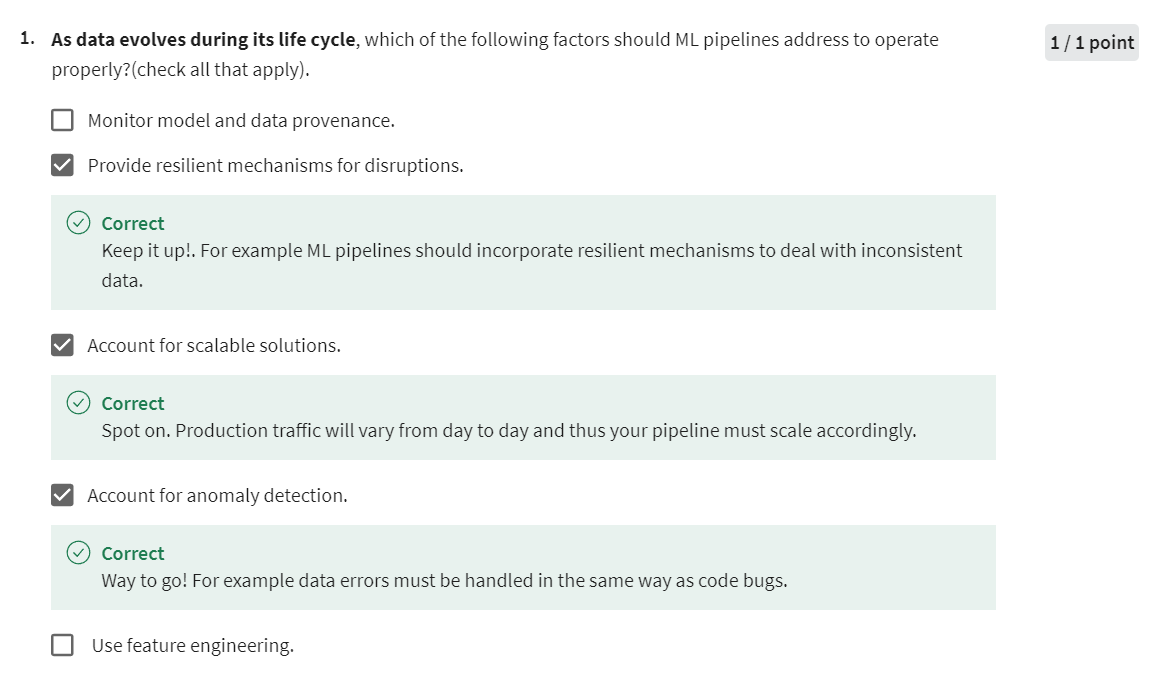 1. As data evolves during its life cycle, which of the following factors should ML pipelines address to operate
1 / 1 point
properly?(check all that apply).
Monitor model and data provenance.
Provide resilient mechanisms for disruptions.
Correct
Keep it up!. For example ML pipelines should incorporate resilient mechanisms to deal with inconsistent
data.
Account for scalable solutions.
Correct
Spot on. Production traffic will vary from day to day and thus your pipeline must scale accordingly.
Account for anomaly detection.
Correct
Way to go! For example data errors must be handled in the same way as code bugs.
Use feature engineering.